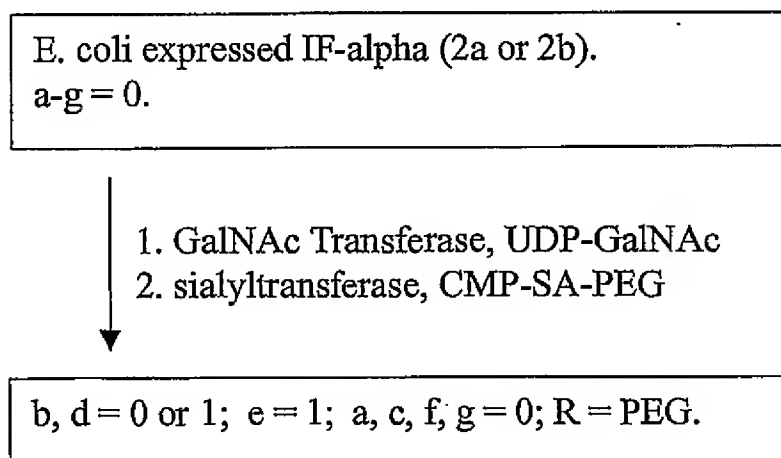 E. coli expressed IF-alpha (2a or 2b).
a-g = 0.
1. GalNAc Transferase, UDP-GalNAc
2. sialyltransferase, CMP-SA-PEG
b, d = 0 or 1; e = 1; a, c, f, g = 0; R = PEG.